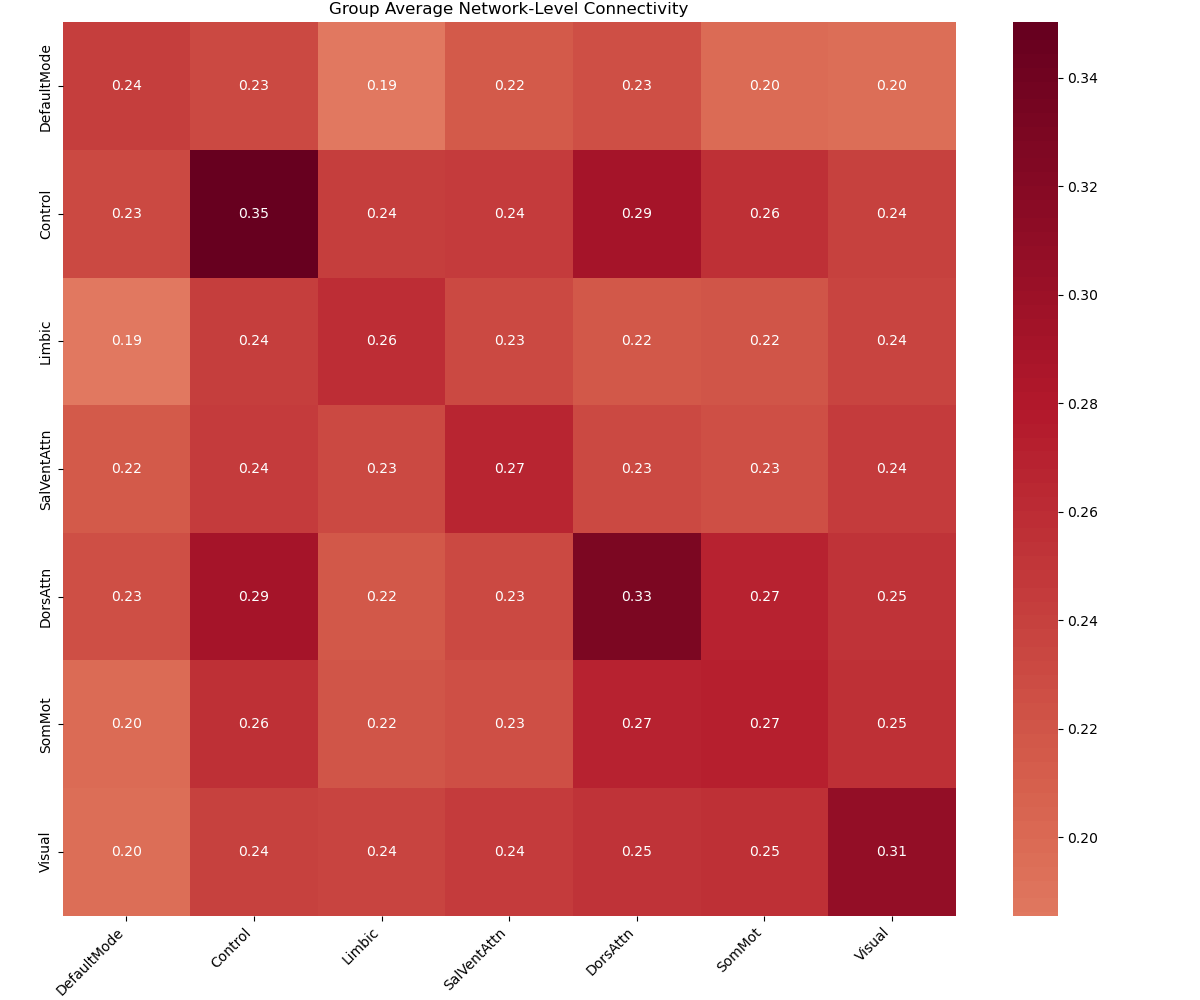 Group Average Network-Level Connectivity
DefaultMode 0.24 0.23 0.19 0.22 0.23 0.20 0.20
Control 0.23 0.35 0.24 0.24 0.29 0.26 0.24
Limbic 0.19 0.24 0.26 0.23 0.22 0.22 0.24
SalVentAttn 0.22 0.24 0.23 0.27 0.23 0.23 0.24
DorsAttn 0.23 0.29 0.22 0.23 0.33 0.27 0.25
SomMot 0.20 0.26 0.22 0.23 0.27 0.27 0.25
Visual 0.20 0.24 0.24 0.24 0.25 0.25 0.31
DefaultMode Control Limbic SalVentAttn DorsAttn SomMot Visual
0.34
0.32
0.30
0.28
0.26
0.24
0.22
0.20